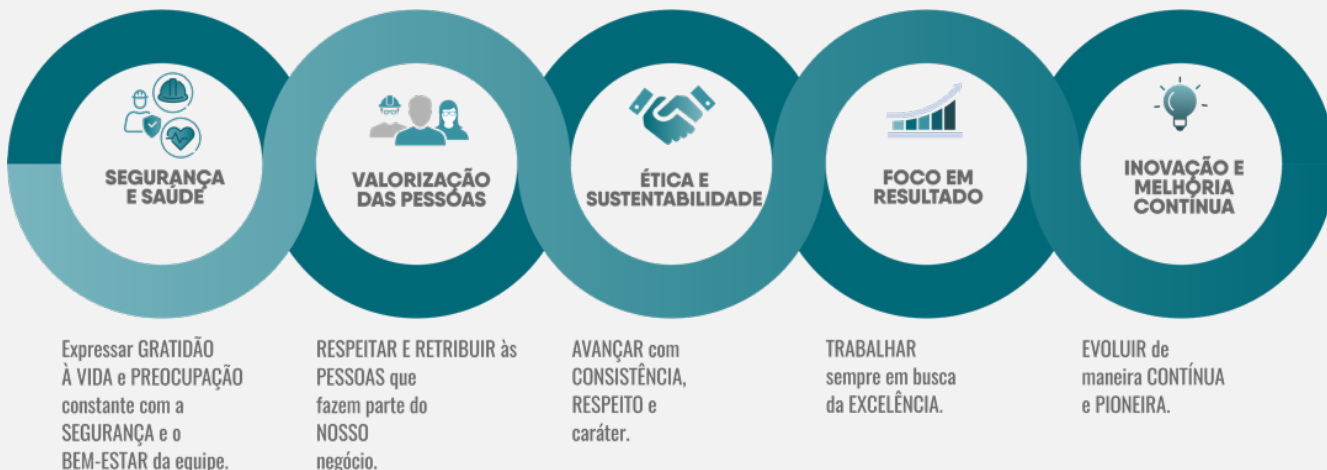 SEGURANÇA
E SAÚDE
Expressar GRATIDÃO
À VIDA e PREOCUPAÇÃO
constante com a
SEGURANÇA e o
BEM-ESTAR da equipe.
VALORIZAÇÃO
DAS PESSOAS
RESPEITAR E RETRIBUIR às
PESSOAS que
fazem parte do
NOSSO
negócio.
ÉTICA E
SUSTENTABILIDADE
AVANÇAR com
CONSISTÊNCIA,
RESPEITO e
caráter.
FOCO EM
RESULTADO
TRABALHAR
sempre em busca
da EXCELÊNCIA.
INOVAÇÃO E
MELHORIA
CONTÍNUA
EVOLUIR de
maneira CONTÍNUA
e PIONEIRA.